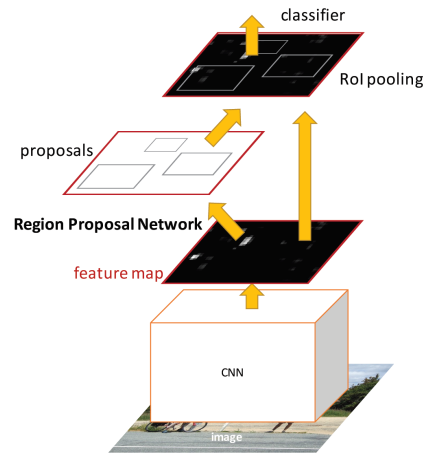 classifier
RoI pooling
proposals
Region Proposal Network
feature map
CNN
image